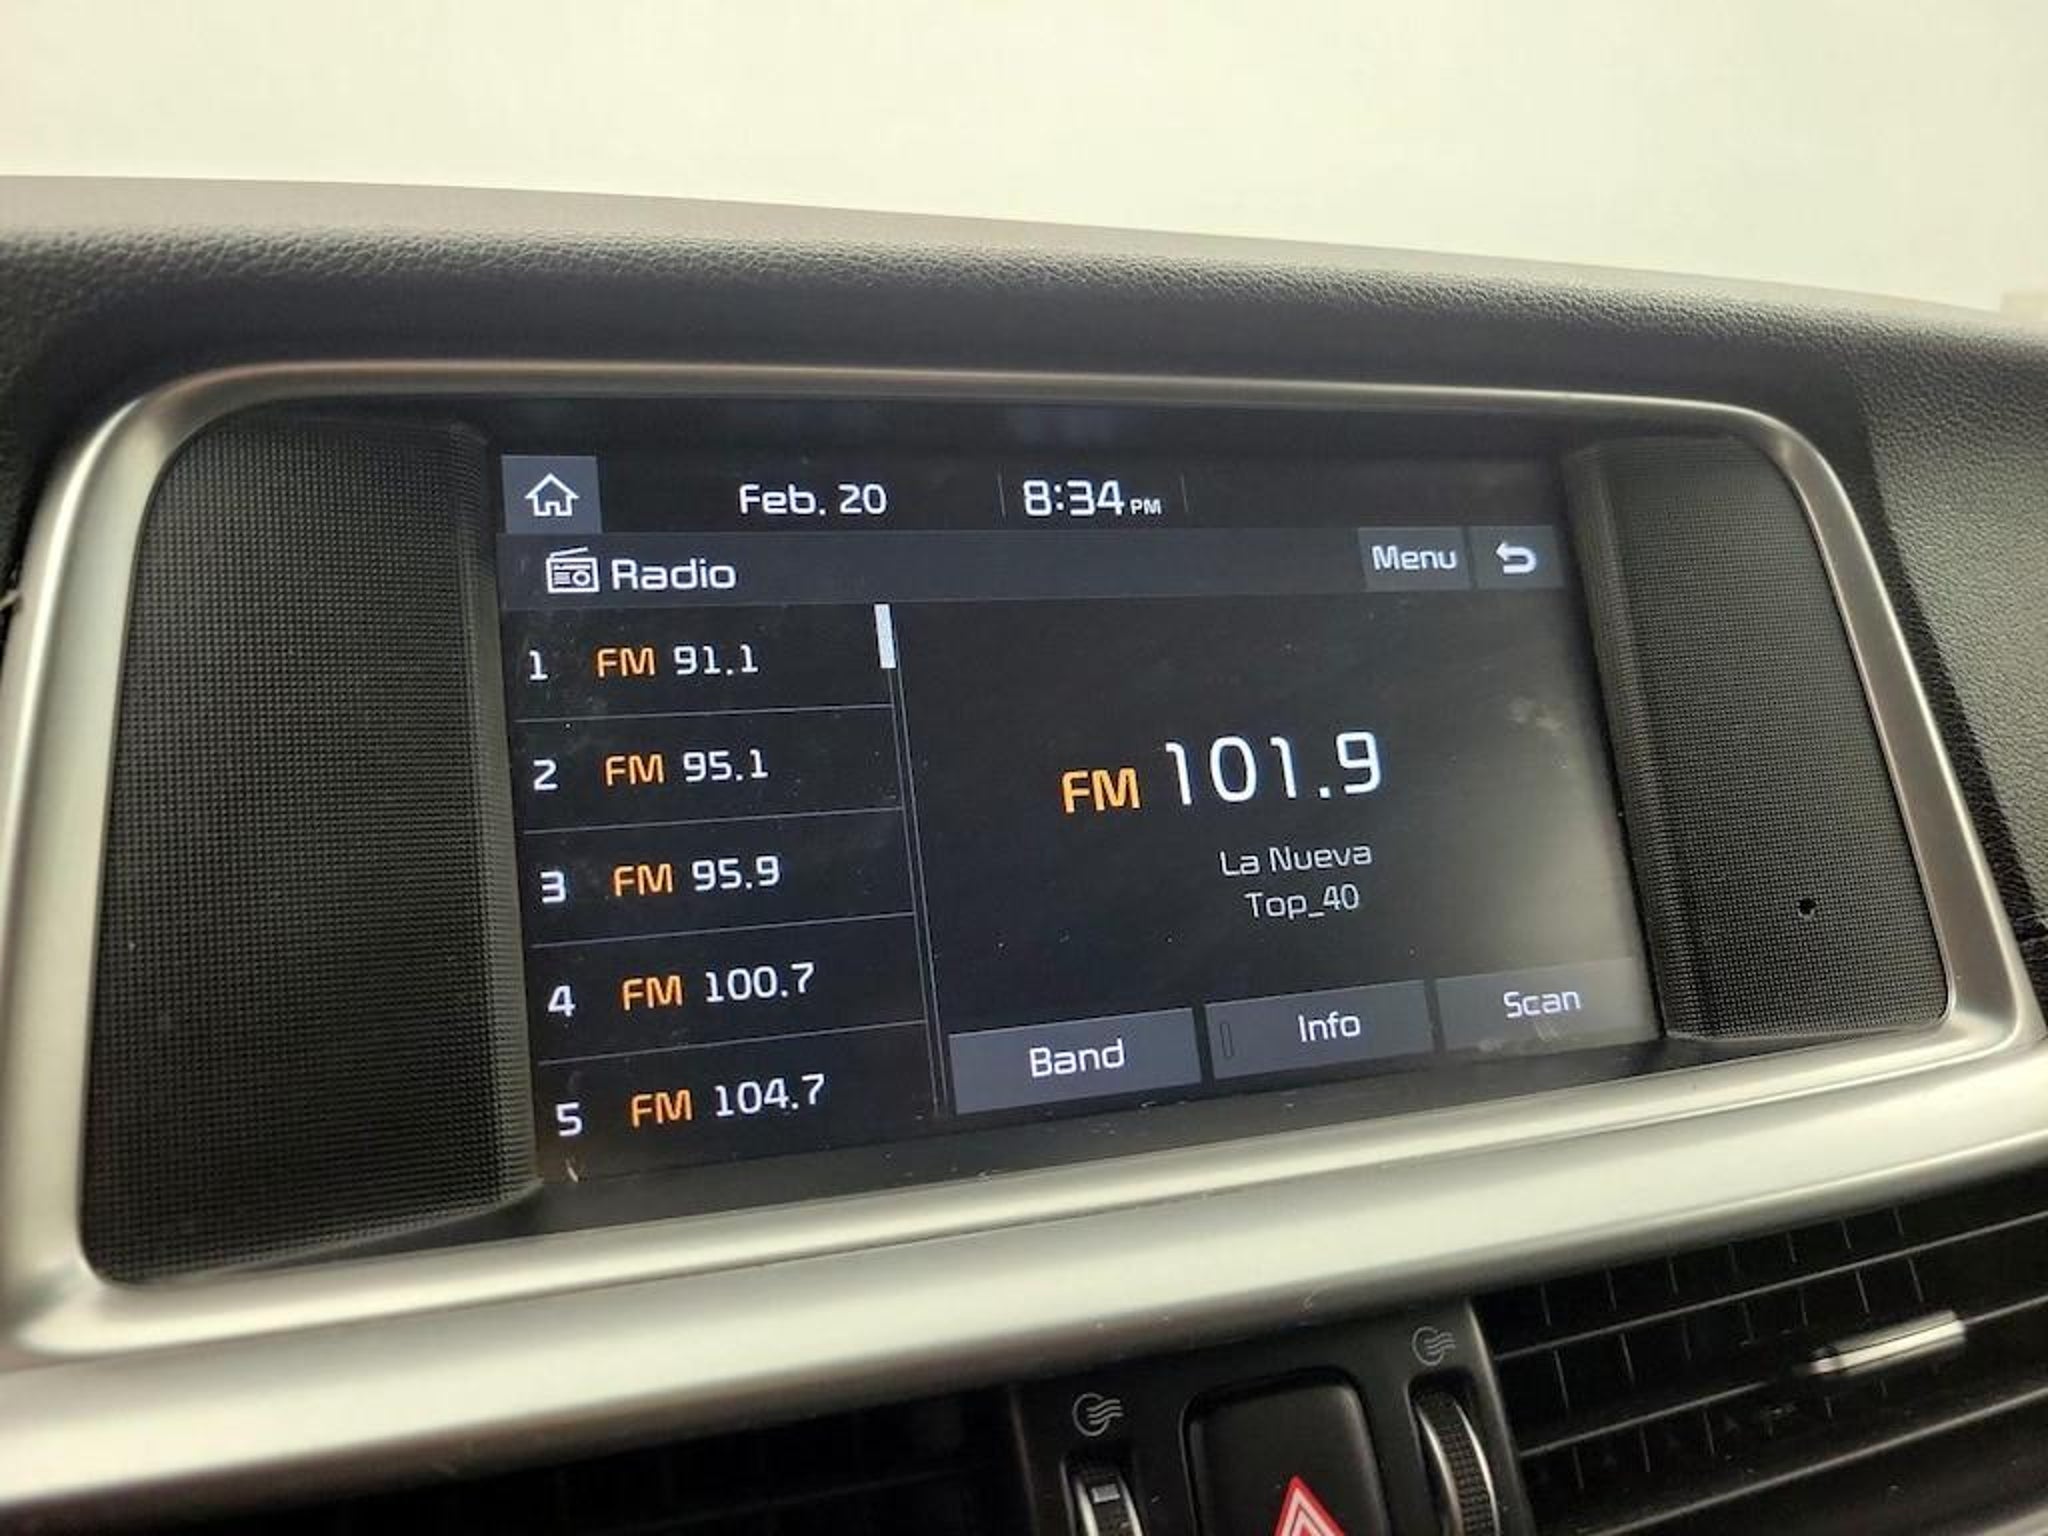 Feb. 20 8:34 PM
Radio Menu
1 FM 91.1
2 FM 95.1
3 FM 95.9
4 FM 100.7
5 FM 104.7
FM 101.9
La Nueva
Top_40
Band Info Scan